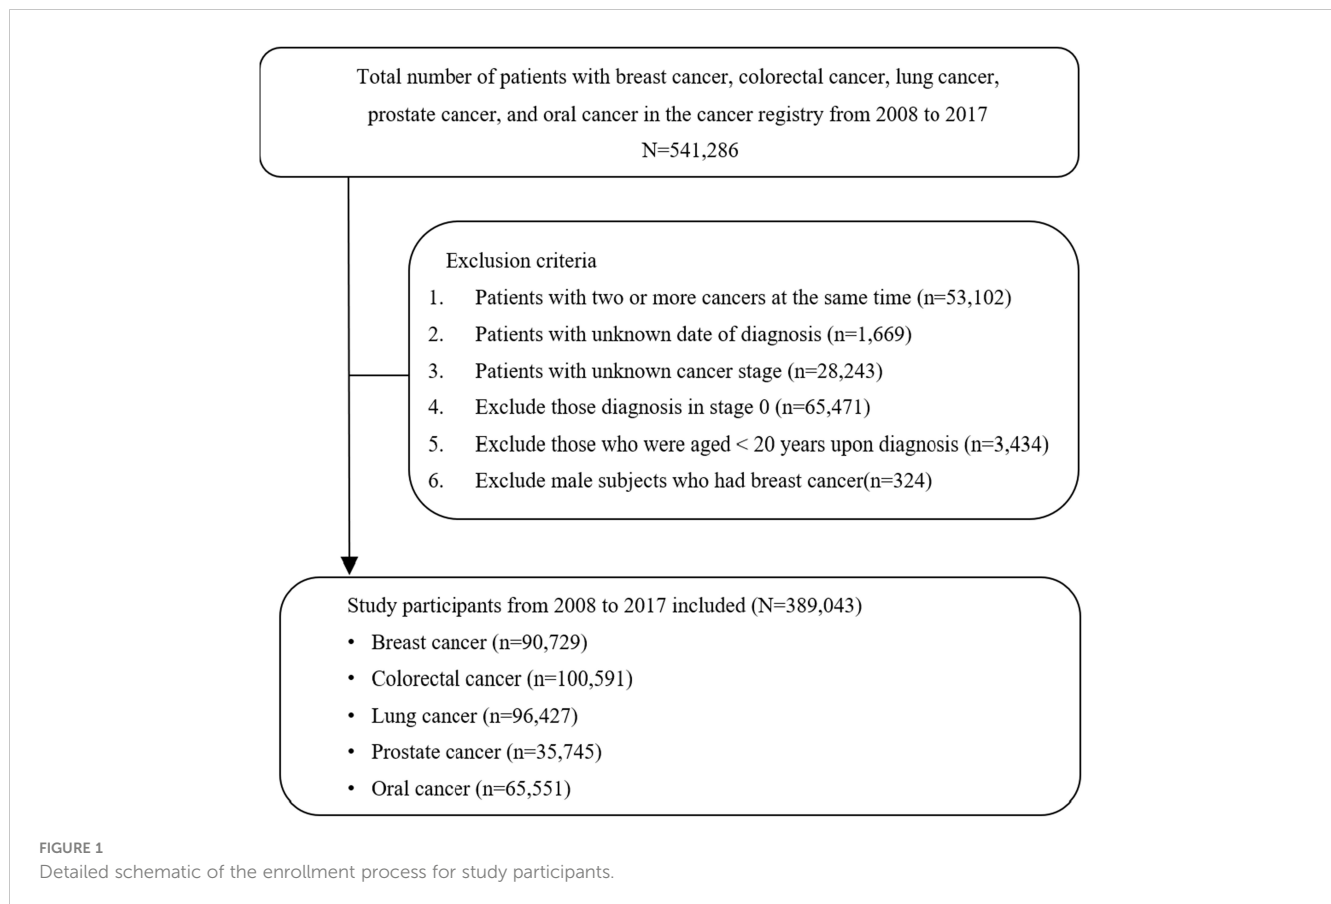 Total number of patients with breast cancer, colorectal cancer, lung cancer,
prostate cancer, and oral cancer in the cancer registry from 2008 to 2017
N=541,286
Exclusion criteria
1. Patients with two or more cancers at the same time (n=53,102)
2. Patients with unknown date of diagnosis (n=1,669)
3. Patients with unknown cancer stage (n=28,243)
4. Exclude those diagnosis in stage 0 (n=65,471)
5. Exclude those who were aged < 20 years upon diagnosis (n=3,434)
6. Exclude male subjects who had breast cancer(n=324)
Study participants from 2008 to 2017 included (N=389,043)
• Breast cancer (n=90,729)
• Colorectal cancer (n=100,591)
• Lung cancer (n=96,427)
• Prostate cancer (n=35,745)
• Oral cancer (n=65,551)
FIGURE 1
Detailed schematic of the enrollment process for study participants.